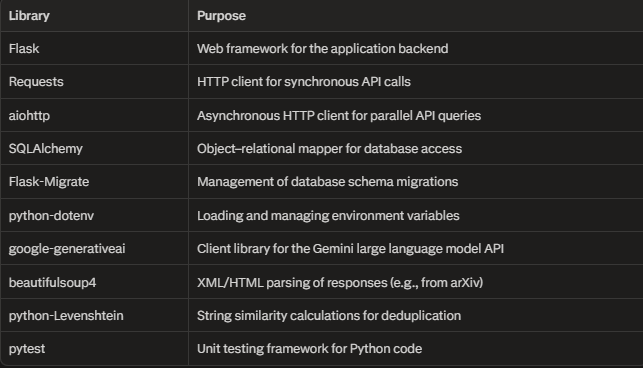 Library Purpose
Flask Web framework for the application backend
Requests HTTP client for synchronous API calls
aiohttp Asynchronous HTTP client for parallel API queries
SQLAlchemy Object–relational mapper for database access
Flask-Migrate Management of database schema migrations
python-dotenv Loading and managing environment variables
google-generativeai Client library for the Gemini large language model API
beautifulsoup4 XML/HTML parsing of responses (e.g., from arXiv)
python-Levenshtein String similarity calculations for deduplication
pytest Unit testing framework for Python code